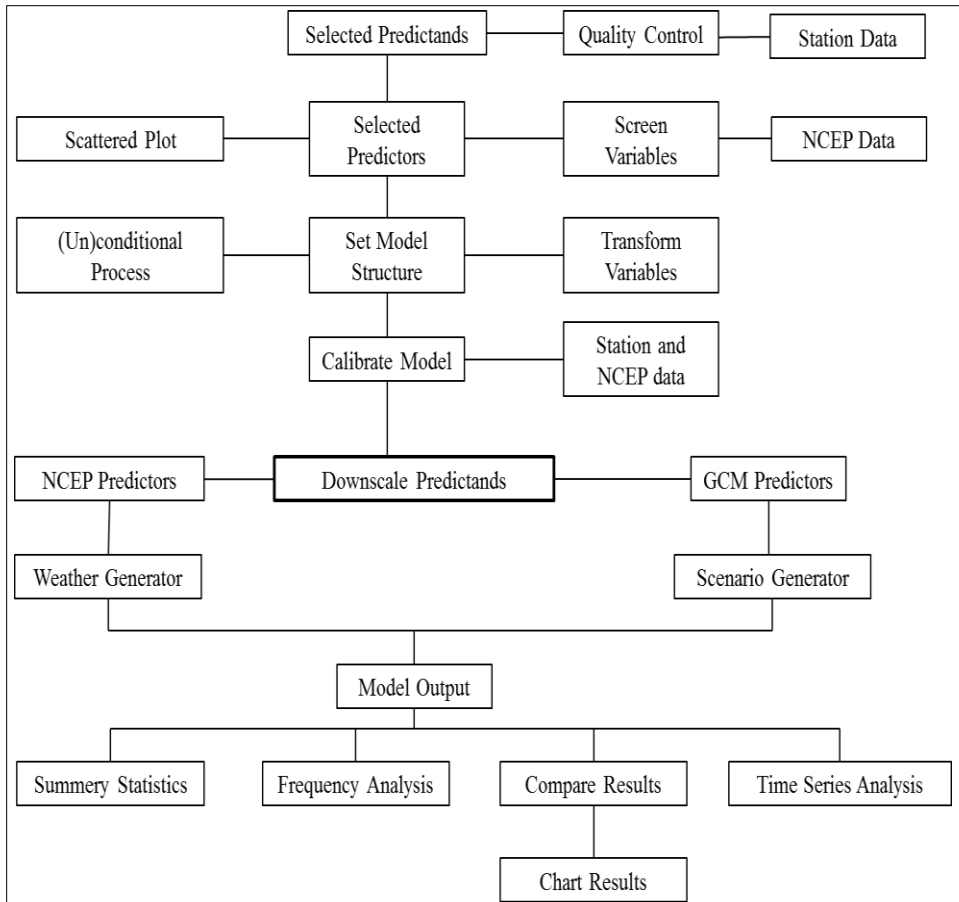 Selected Predictands
Quality Control
Station Data
Scattered Plot
Selected
Predictors
Screen
Variables
NCEP Data
(Un)conditional
Process
Set Model
Structure
Transform
Variables
Calibrate Model
Station and
NCEP data
NCEP Predictors
Downscale Predictands
GCM Predictors
Weather Generator
Scenario Generator
Model Output
Summery Statistics
Frequency Analysis
Compare Results
Time Series Analysis
Chart Results